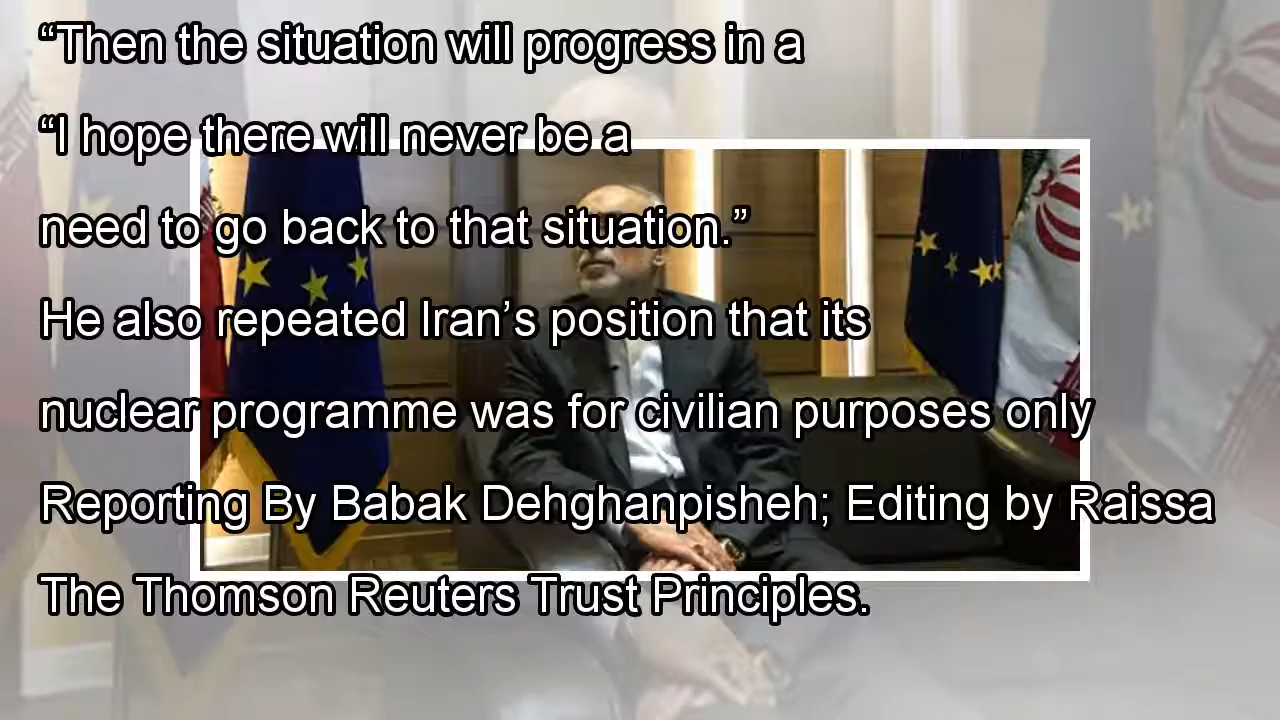 “Then the situation will progress in a
“I hope there will never be a
need to go back to that situation.”
He also repeated Iran’s position that its
nuclear programme was for civilian purposes only
Reporting By Babak Dehghanpisheh; Editing by Raissa
The Thomson Reuters Trust Principles.